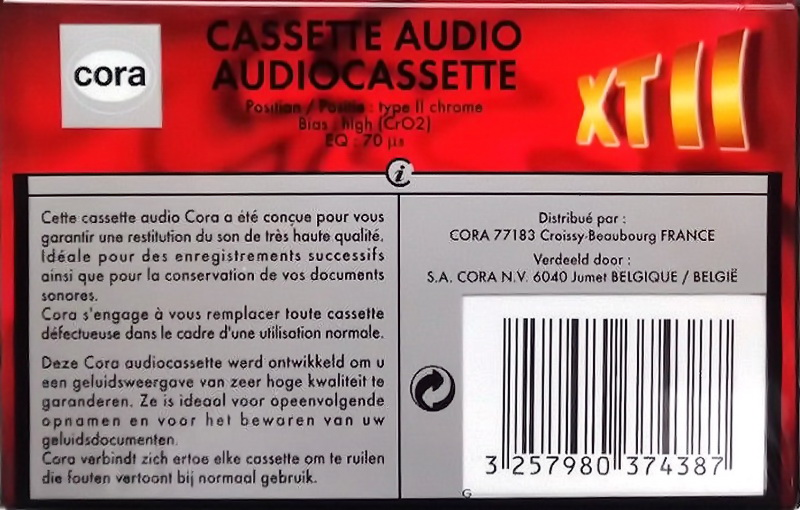 cora
CASSETTE AUDIO
AUDIOCASSETTE
Position / Positie : type II chrome
Bias : high (CrO2)
EQ : 70 µs
XT II
i
Cette cassette audio Cora a été conçue pour vous
garantir une restitution du son de très haute qualité.
Idéale pour des enregistrements successifs
ainsi que pour la conservation de vos documents
sonores.
Cora s'engage à vous remplacer toute cassette
défectueuse dans le cadre d'une utilisation normale.
Deze Cora audiocassette werd ontwikkeld om u
een geluidsweergave van zeer hoge kwaliteit te
garanderen. Ze is ideaal voor opeenvolgende
opnamen en voor het bewaren van uw
geluidsdocumenten.
Cora verbindt zich ertoe elke cassette om te ruilen
die fouten vertoont bij normaal gebruik.
Distribué par :
CORA 77183 Croissy-Beaubourg FRANCE
Verdeeld door :
S.A. CORA N.V. 6040 Jumet BELGIQUE / BELGIË
3 257980 374387
G